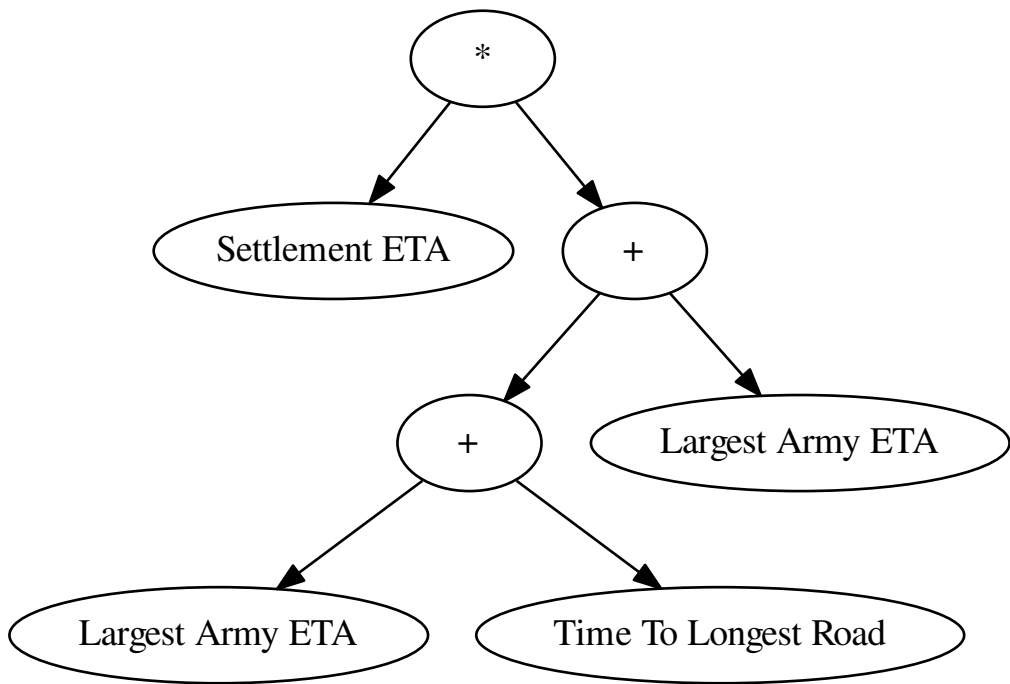 *
Settlement ETA
+
+
Largest Army ETA
Largest Army ETA
Time To Longest Road